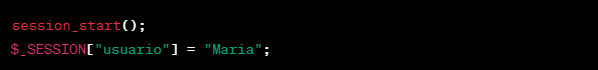 session_start();
$_SESSION["usuario"] = "Maria";